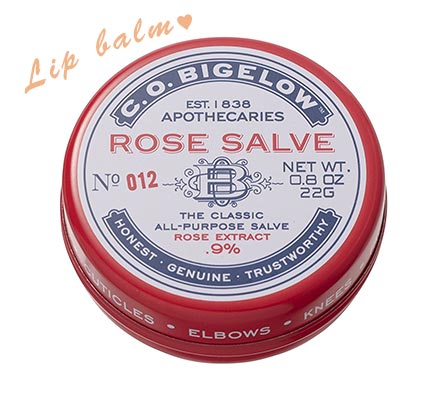 Lip balm♥
C.O. BIGELOW™
EST. 1838
APOTHECARIES
ROSE SALVE
Nº 012
NET WT.
0.8 OZ
22G
THE CLASSIC
ALL-PURPOSE SALVE
ROSE EXTRACT
.9%
HONEST · GENUINE · TRUSTWORTHY
CUTICLES • ELBOWS • KNEES